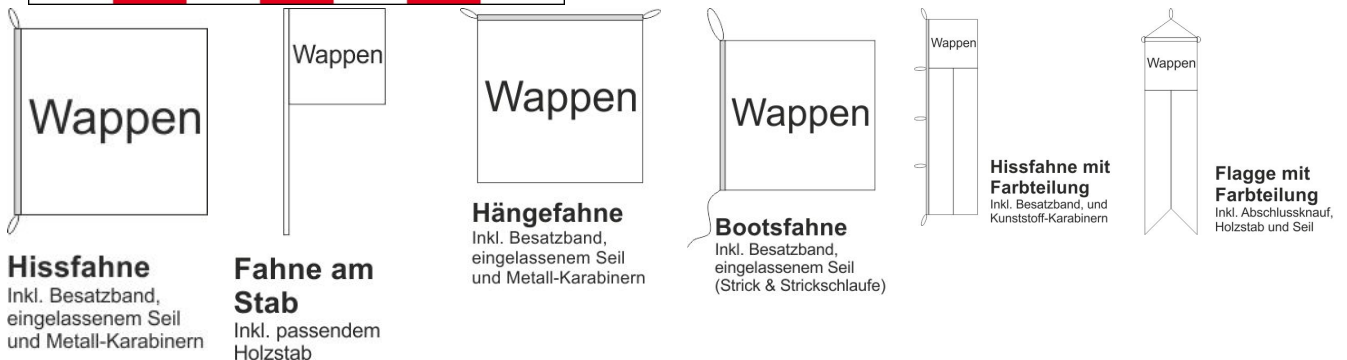 Wappen
Hissfahne
Inkl. Besatzband,
eingelassenem Seil
und Metall-Karabinern
Wappen
Fahne am
Stab
Inkl. passendem
Holzstab
Wappen
Hängefahne
Inkl. Besatzband,
eingelassenem Seil
und Metall-Karabinern
Wappen
Bootsfahne
Inkl. Besatzband,
eingelassenem Seil
(Strick & Strickschlaufe)
Wappen
Hissfahne mit
Farbteilung
Inkl. Besatzband, und
Kunststoff-Karabinern
Wappen
Flagge mit
Farbteilung
Inkl. Abschlussknauf,
Holzstab und Seil